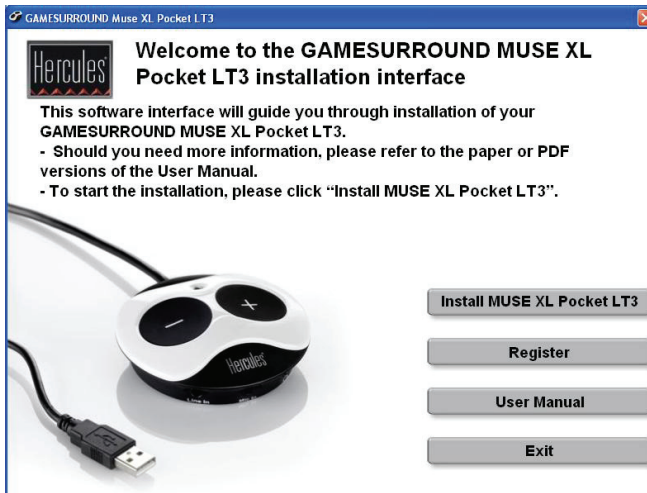 GAMESURROUND Muse XL Pocket LT3
Hercules
Welcome to the GAMESURROUND MUSE XL
Pocket LT3 installation interface
This software interface will guide you through installation of your
GAMESURROUND MUSE XL Pocket LT3.
- Should you need more information, please refer to the paper or PDF
versions of the User Manual.
- To start the installation, please click “Install MUSE XL Pocket LT3”.
Hercules
Line In
Install MUSE XL Pocket LT3
Register
User Manual
Exit